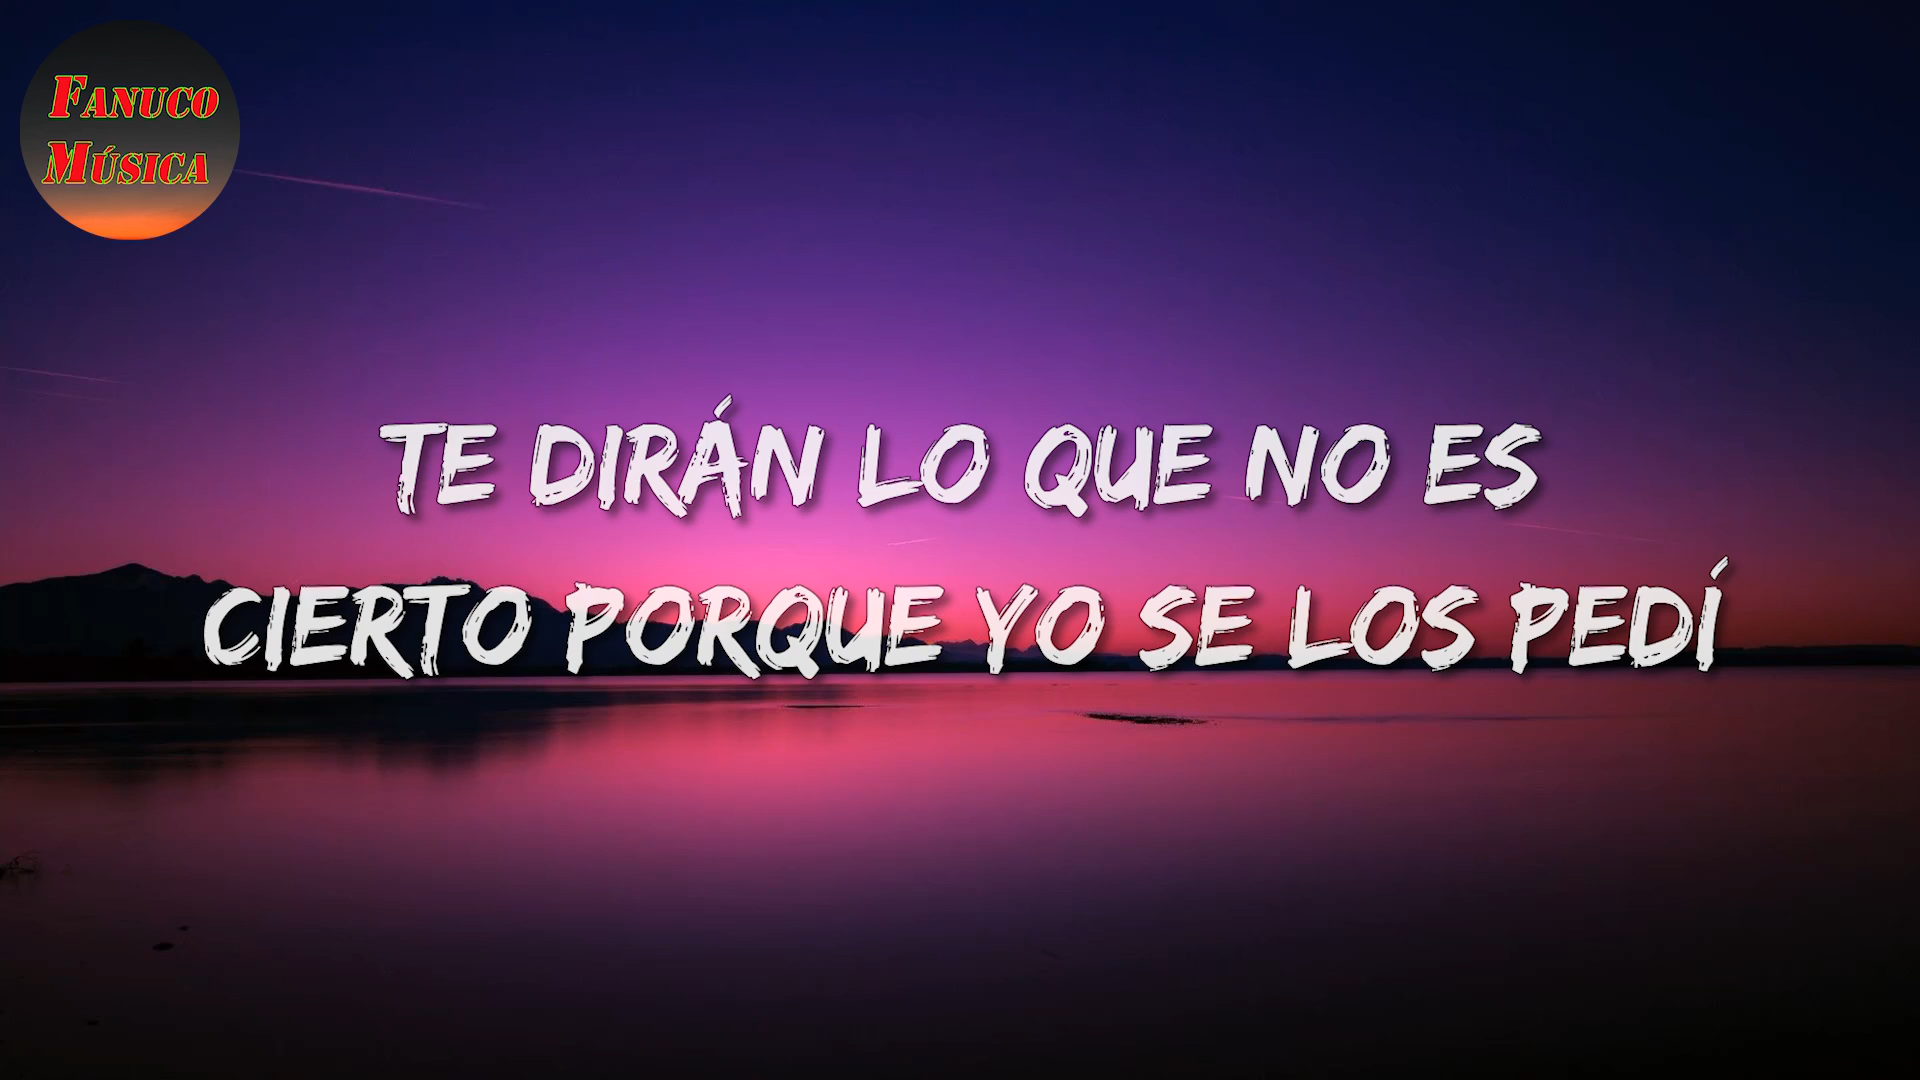 FANUCO
MÚSICA
TE DIRÁN LO QUE NO ES
CIERTO PORQUE YO SE LOS PEDÍ